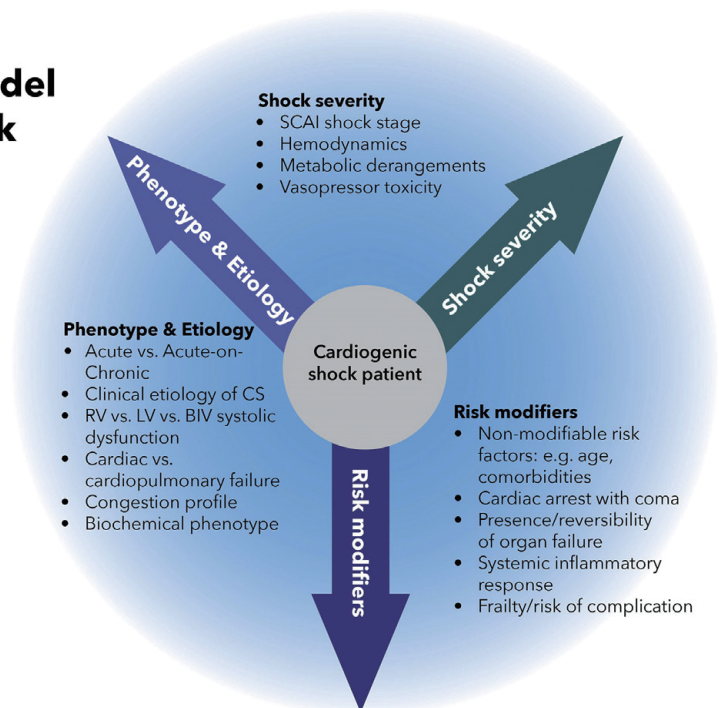 del
k
Shock severity
• SCAI shock stage
• Hemodynamics
• Metabolic derangements
• Vasopressor toxicity
Phenotype & Etiology
Shock severity
Cardiogenic
shock patient
Phenotype & Etiology
• Acute vs. Acute-on-
Chronic
• Clinical etiology of CS
• RV vs. LV vs. BIV systolic
dysfunction
• Cardiac vs.
cardiopulmonary failure
• Congestion profile
• Biochemical phenotype
Risk modifiers
• Non-modifiable risk
factors: e.g. age,
comorbidities
• Cardiac arrest with coma
• Presence/reversibility
of organ failure
• Systemic inflammatory
response
• Frailty/risk of complication
Risk modifiers